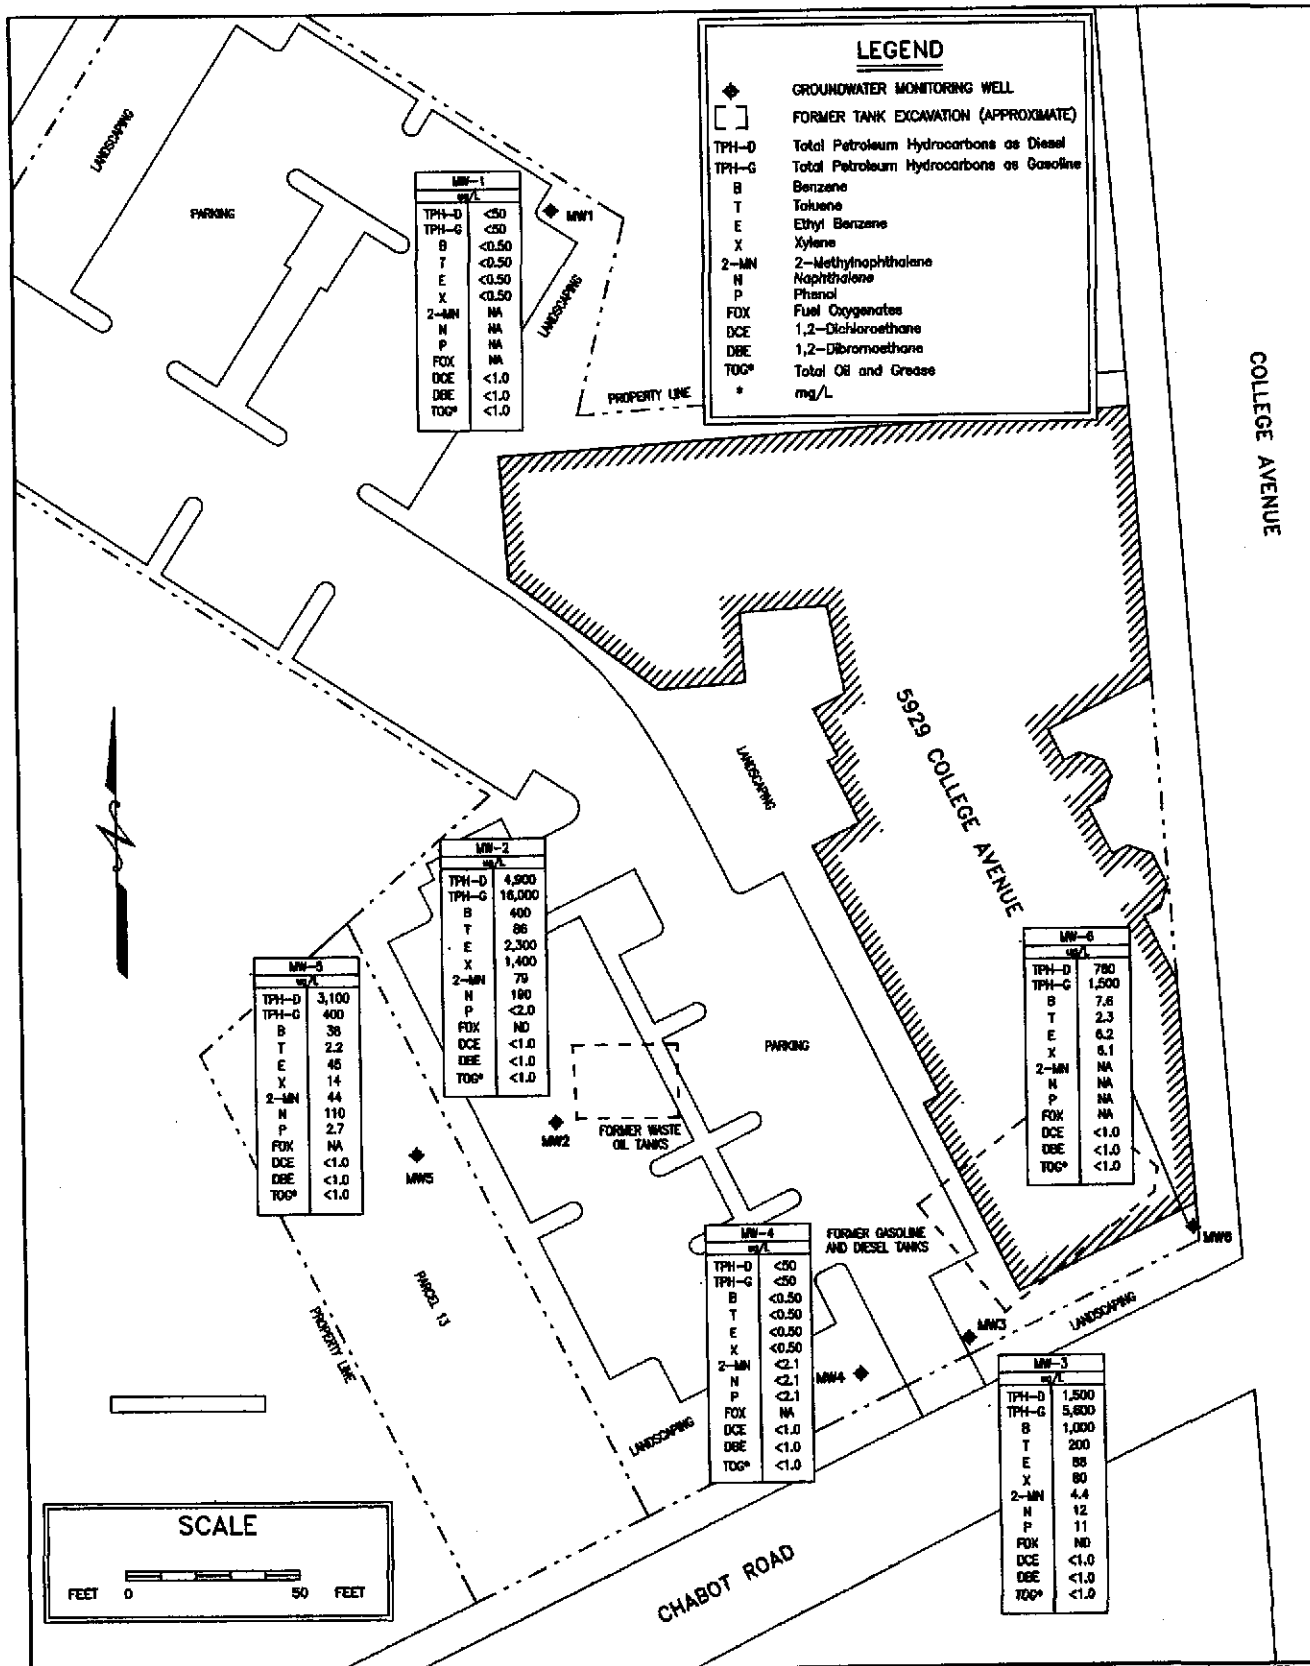 LEGEND
GROUNDWATER MONITORING WELL
FORMER TANK EXCAVATION (APPROXIMATE)
TPH-D Total Petroleum Hydrocarbons as Diesel
TPH-G Total Petroleum Hydrocarbons as Gasoline
B Benzene
T Toluene
E Ethyl Benzene
X Xylene
2-MN 2-Methylnaphthalene
N Naphthalene
P Phenol
FOX Fuel Oxygenates
DCE 1,2-Dichloroethane
DBE 1,2-Dibromoethane
TOG* Total Oil and Grease
* mg/L
LANDSCAPING
PARKING
MW-1
ug/L
TPH-D <50
TPH-G <50
B <0.50
T <0.50
E <0.50
X <0.50
2-MN NA
N NA
P NA
FOX NA
DCE <1.0
DBE <1.0
TOG* <1.0
MW1
LANDSCAPING
PROPERTY LINE
COLLEGE AVENUE
5929 COLLEGE AVENUE
LANDSCAPING
MW-2
ug/L
TPH-D 4,900
TPH-G 16,000
B 400
T 86
E 2,300
X 1,400
2-MN 79
N 190
P <2.0
FOX ND
DCE <1.0
DBE <1.0
TOG* <1.0
MW-5
ug/L
TPH-D 3,100
TPH-G 400
B 38
T 2.2
E 45
X 14
2-MN 44
N 110
P 2.7
FOX NA
DCE <1.0
DBE <1.0
TOG* <1.0
MW-6
ug/L
TPH-D 780
TPH-G 1,500
B 7.6
T 2.3
E 6.2
X 6.1
2-MN NA
N NA
P NA
FOX NA
DCE <1.0
DBE <1.0
TOG* <1.0
PARKING
MW2
FORMER WASTE
OIL TANKS
MW5
MW-4
ug/L
TPH-D <50
TPH-G <50
B <0.50
T <0.50
E <0.50
X <0.50
2-MN <2.1
N <2.1
P <2.1
FOX NA
DCE <1.0
DBE <1.0
TOG* <1.0
FORMER GASOLINE
AND DIESEL TANKS
MW6
PARCEL 13
PROPERTY LINE
LANDSCAPING
MW3
MW4
LANDSCAPING
MW-3
ug/L
TPH-D 1,500
TPH-G 5,600
B 1,000
T 200
E 88
X 80
2-MN 4.4
N 12
P 11
FOX ND
DCE <1.0
DBE <1.0
TOG* <1.0
SCALE
FEET 0 50 FEET
CHABOT ROAD